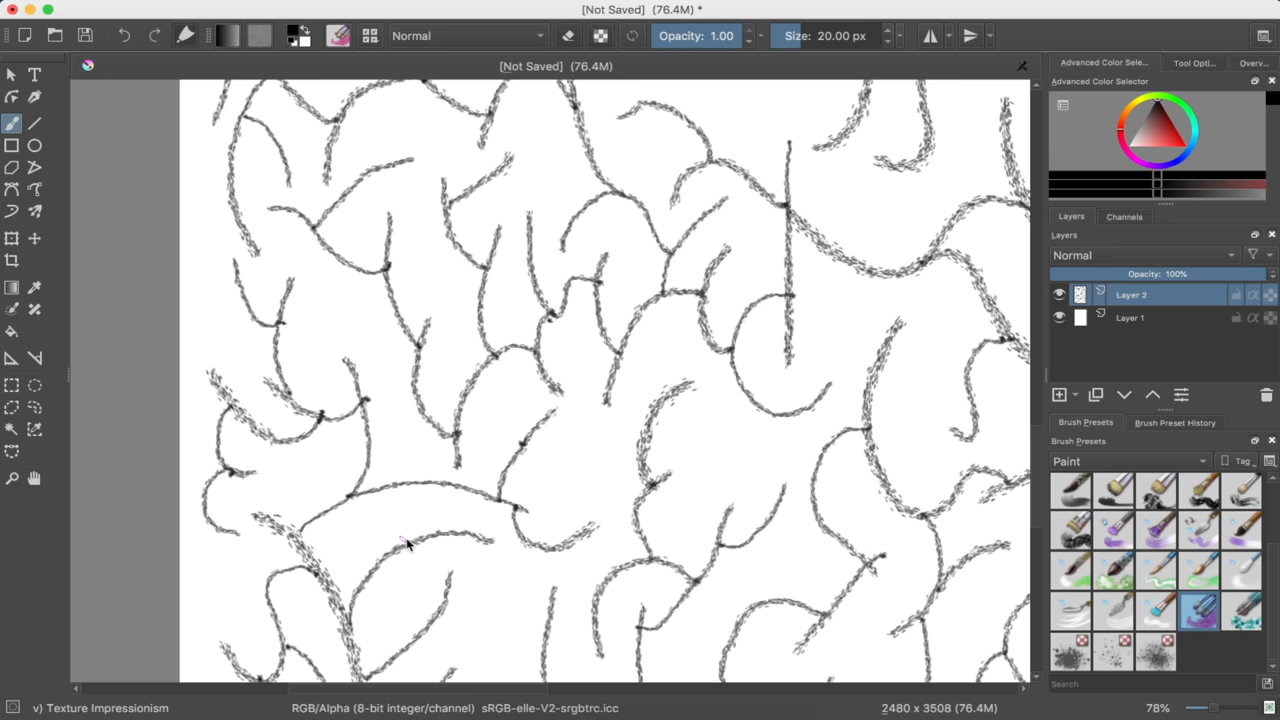 [Not Saved] (76.4M) *
Normal
Opacity: 1.00
Size: 20.00 px
[Not Saved] (76.4M)
Advanced Color Sele...
Tool Opti...
Overv...
Advanced Color Selector
Layers
Channels
Layers
Normal
Opacity: 100%
Layer 2
Layer 1
Brush Presets
Brush Preset History
Brush Presets
Paint
Tag
Search
v) Texture Impressionism
RGB/Alpha (8-bit integer/channel) sRGB-elle-V2-srgbtrc.icc
2480 x 3508 (76.4M)
78%